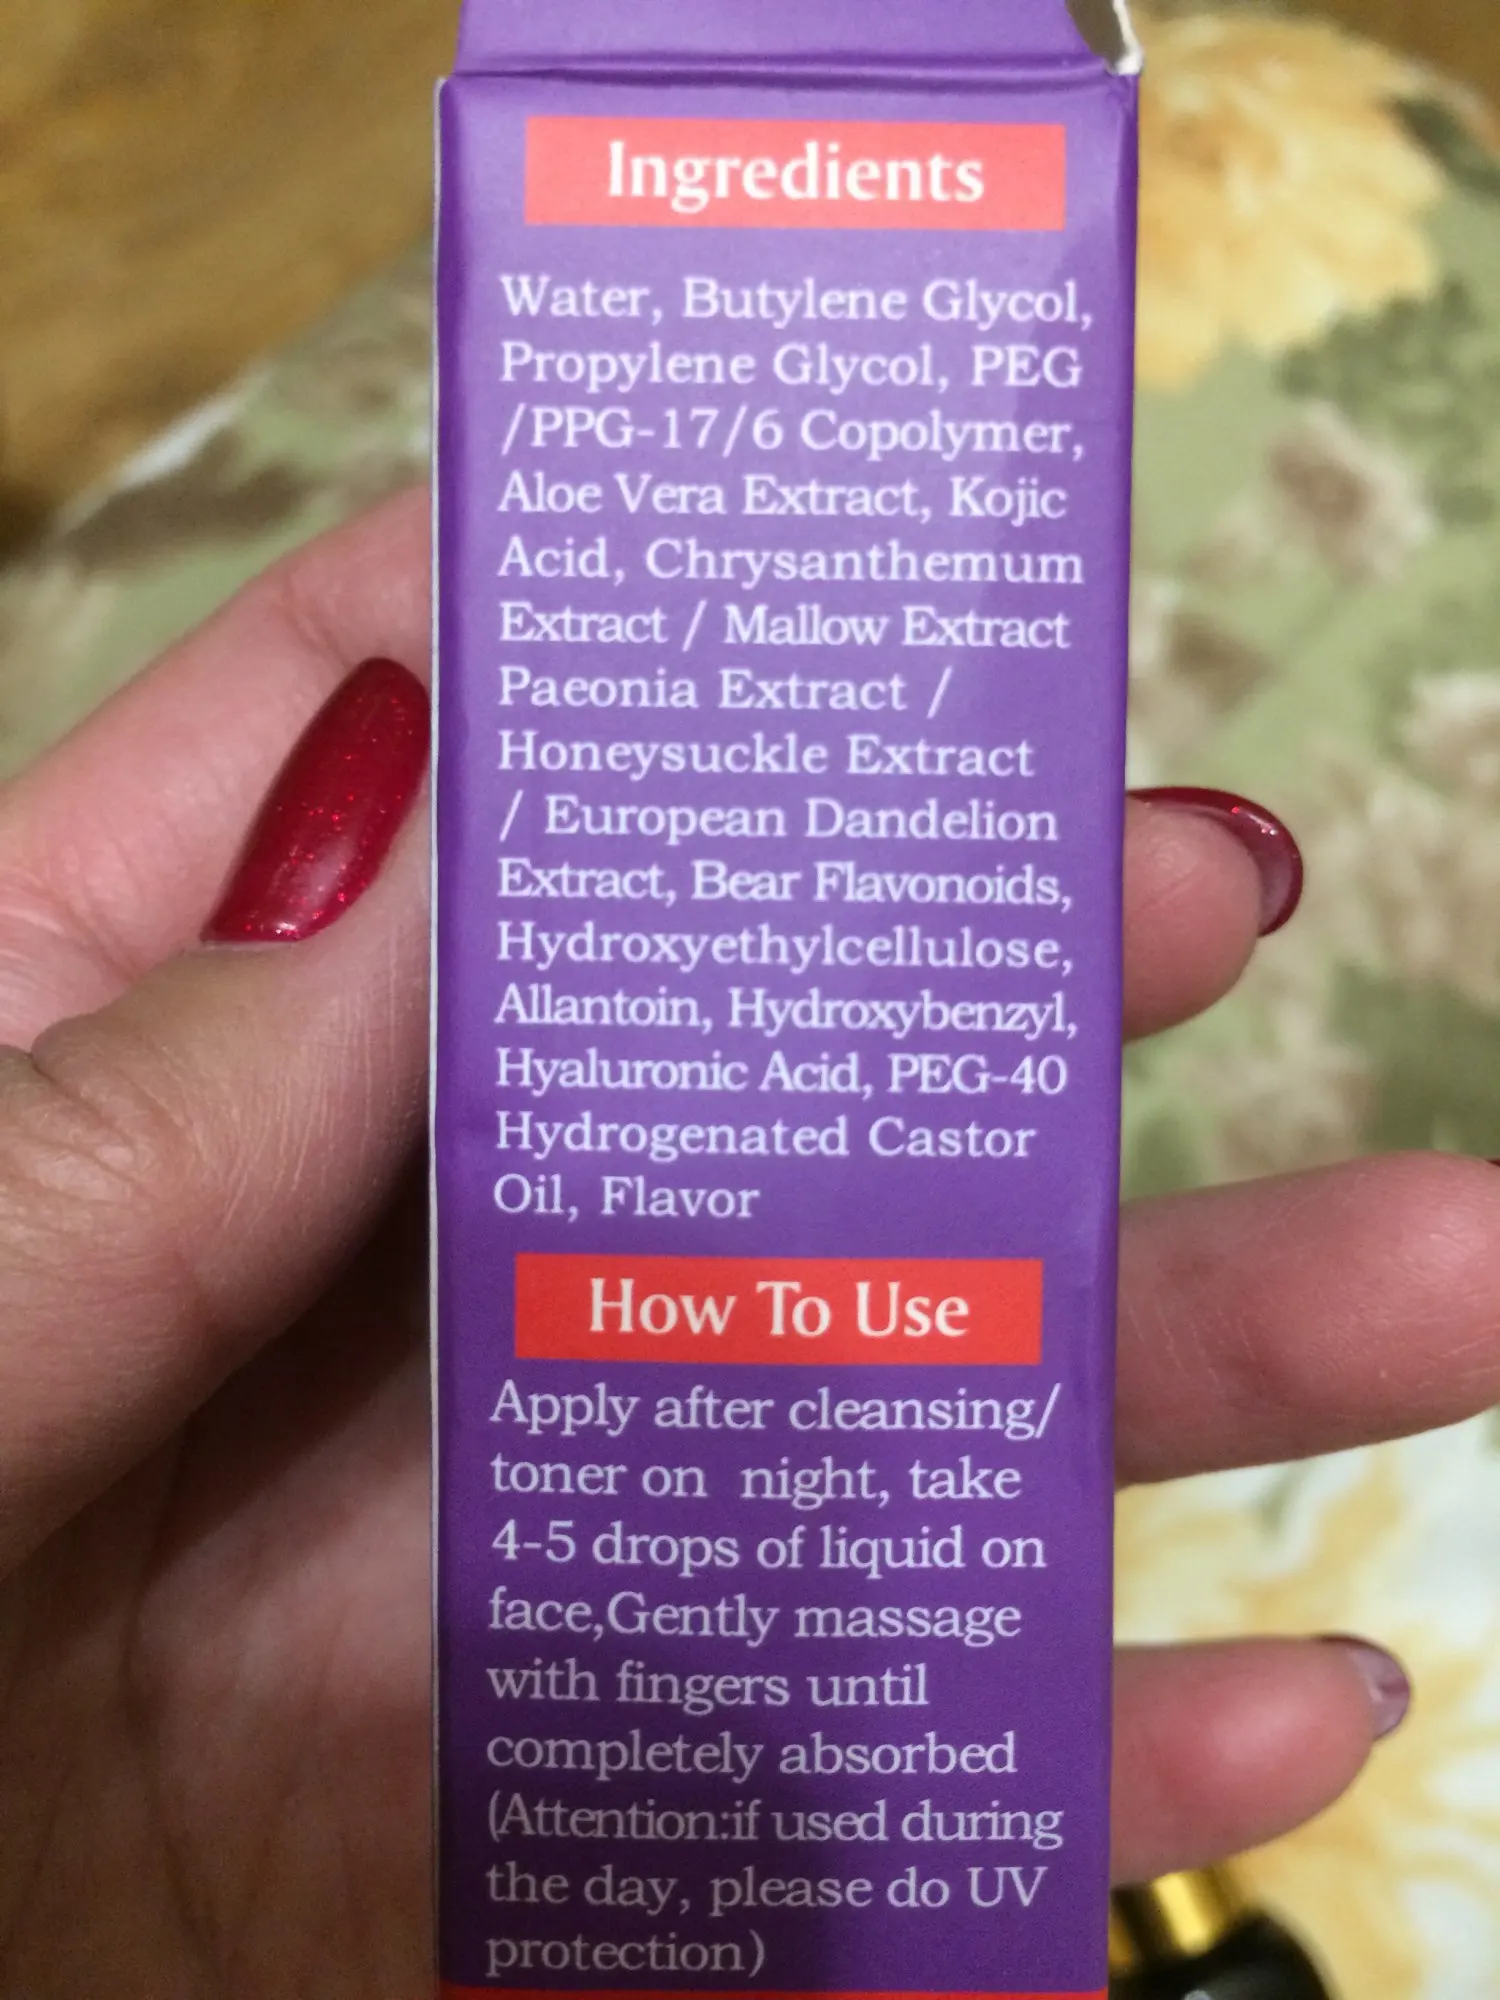 Ingredients
Water, Butylene Glycol,
Propylene Glycol, PEG
/PPG-17/6 Copolymer,
Aloe Vera Extract, Kojic
Acid, Chrysanthemum
Extract / Mallow Extract
Paeonia Extract /
Honeysuckle Extract
/ European Dandelion
Extract, Bear Flavonoids,
Hydroxyethylcellulose,
Allantoin, Hydroxybenzyl,
Hyaluronic Acid, PEG-40
Hydrogenated Castor
Oil, Flavor
How To Use
Apply after cleansing/
toner on night, take
4-5 drops of liquid on
face,Gently massage
with fingers until
completely absorbed
(Attention:if used during
the day, please do UV
protection)